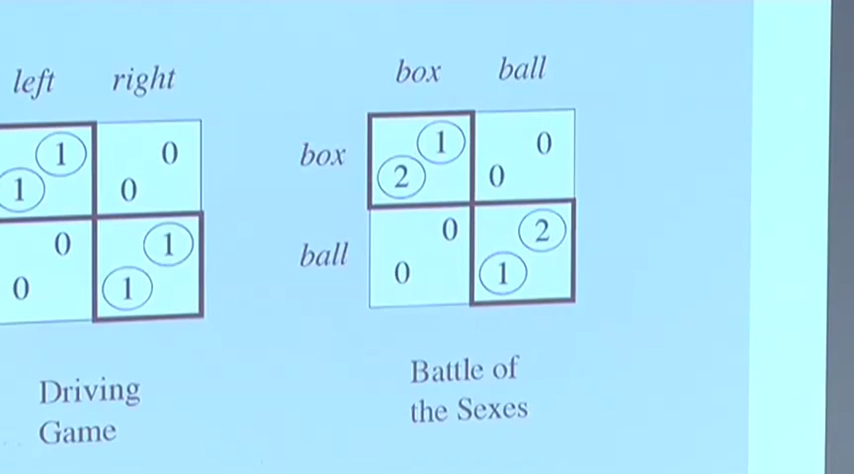 left right
1 0
1 0
0 1
0 1
Driving
Game
box ball
box
1 0
2 0
ball
0 2
0 1
Battle of
the Sexes